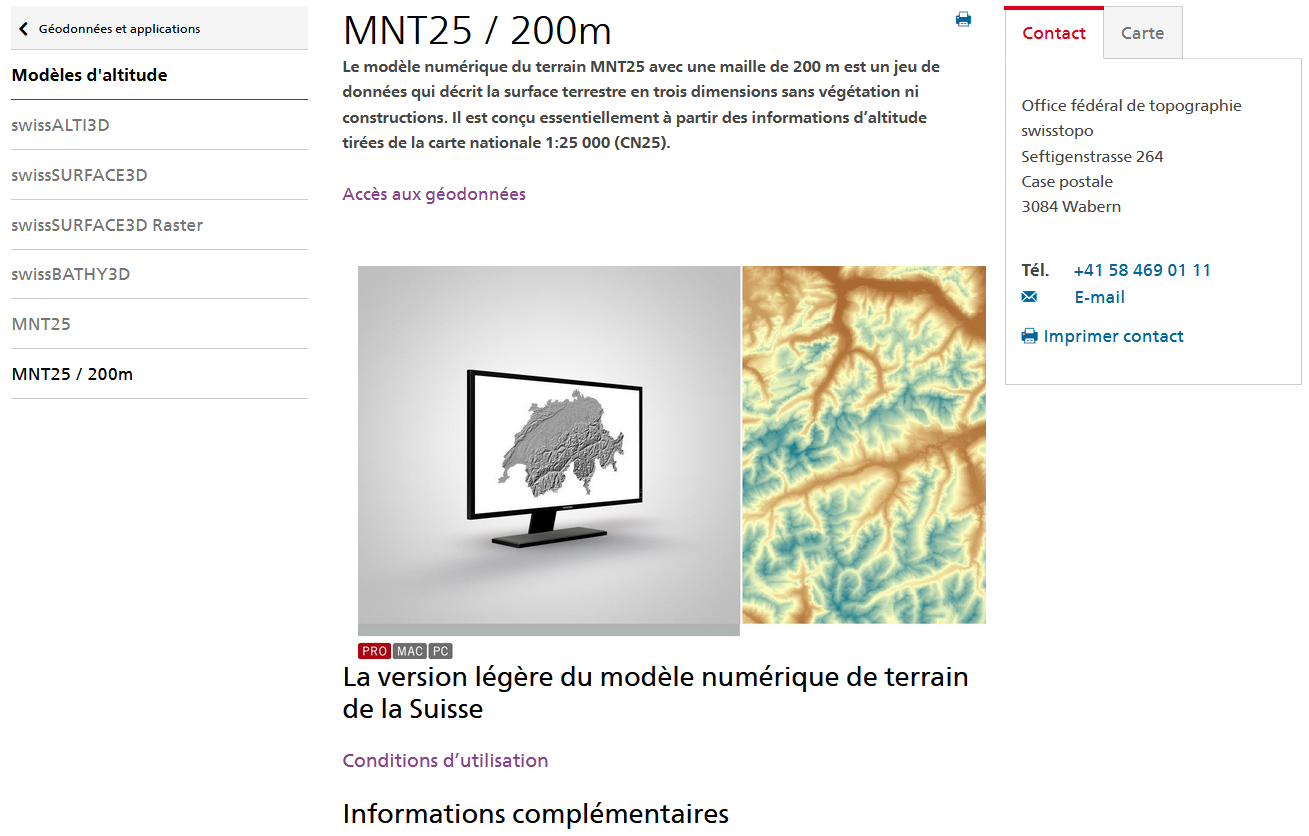 Géodonnées et applications
Modèles d'altitude
swissALTI3D
swissSURFACE3D
swissSURFACE3D Raster
swissBATHY3D
MNT25
MNT25 / 200m
MNT25 / 200m
Le modèle numérique du terrain MNT25 avec une maille de 200 m est un jeu de
données qui décrit la surface terrestre en trois dimensions sans végétation ni
constructions. Il est conçu essentiellement à partir des informations d’altitude
tirées de la carte nationale 1:25 000 (CN25).
Accès aux géodonnées
PRO MAC PC
La version légère du modèle numérique de terrain
de la Suisse
Conditions d’utilisation
Informations complémentaires
Contact Carte
Office fédéral de topographie
swisstopo
Seftigenstrasse 264
Case postale
3084 Wabern
Tél. +41 58 469 01 11
E-mail
Imprimer contact